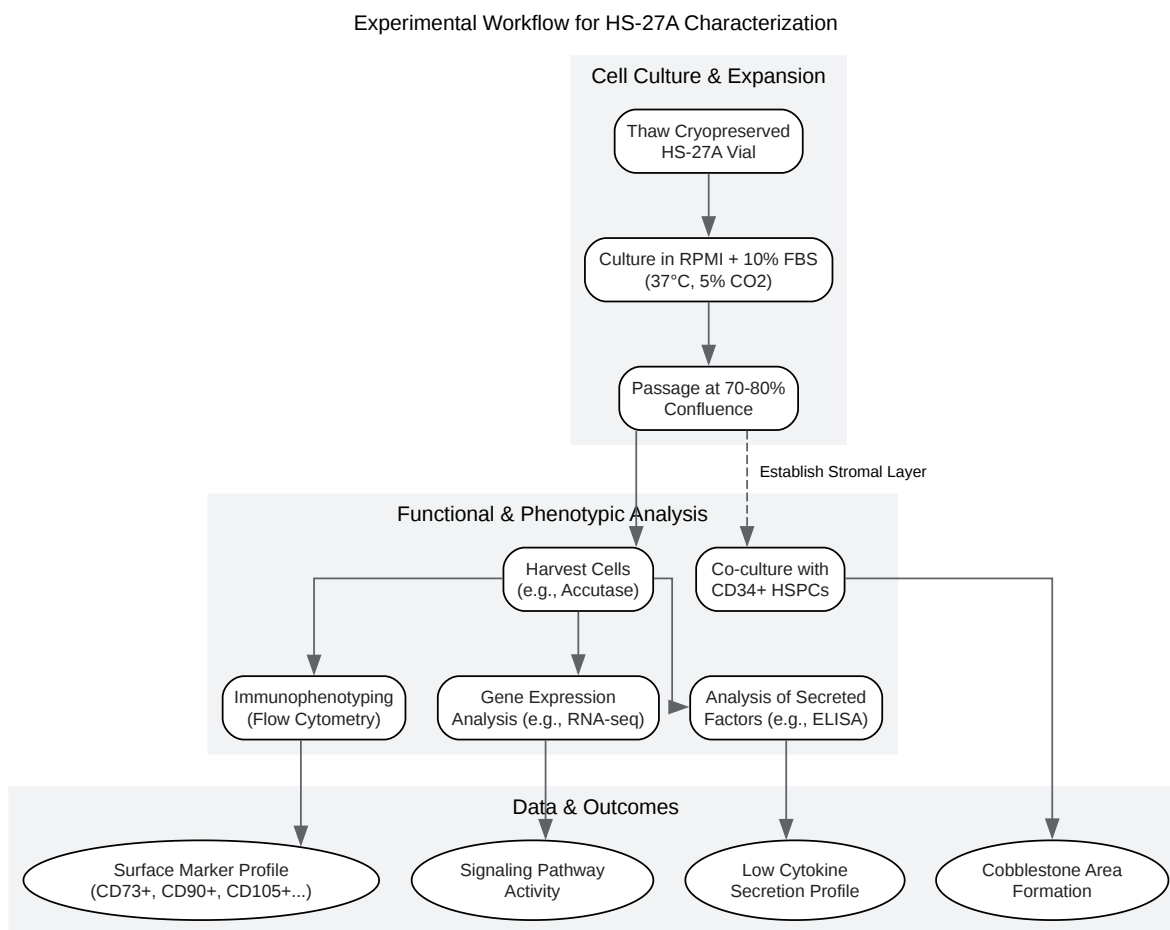 Experimental Workflow for HS-27A Characterization
Cell Culture & Expansion
Thaw Cryopreserved
HS-27A Vial
Culture in RPMI + 10% FBS
(37°C, 5% CO2)
Passage at 70-80%
Confluence
Establish Stromal Layer
Functional & Phenotypic Analysis
Harvest Cells
(e.g., Accutase)
Co-culture with
CD34+ HSPCs
Immunophenotyping
(Flow Cytometry)
Gene Expression
Analysis (e.g., RNA-seq)
Analysis of Secreted
Factors (e.g., ELISA)
Data & Outcomes
Surface Marker Profile
(CD73+, CD90+, CD105+...)
Signaling Pathway
Activity
Low Cytokine
Secretion Profile
Cobblestone Area
Formation